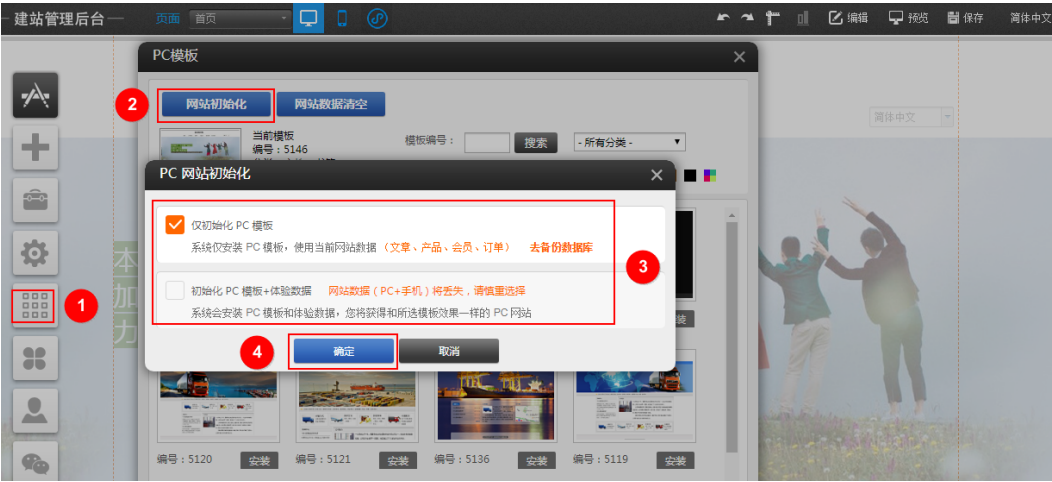 建站管理后台 页面 首页 编辑 预览 保存 简体中文
PC模板
2 网站初始化 网站数据清空
当前模板
编号：5146
模板编号： 搜索 - 所有分类 -
简体中文
PC 网站初始化
仅初始化 PC 模板
系统仅安装 PC 模板，使用当前网站数据（文章、产品、会员、订单） 去备份数据库
3
初始化 PC 模板+体验数据 网站数据（PC+手机）将丢失，请慎重选择
系统会安装 PC 模板和体验数据，您将获得和所选模板效果一样的 PC 网站
1
4 确定 取消
本
加
力
装
编号：5120 安装 编号：5121 安装 编号：5136 安装 编号：5119 安装